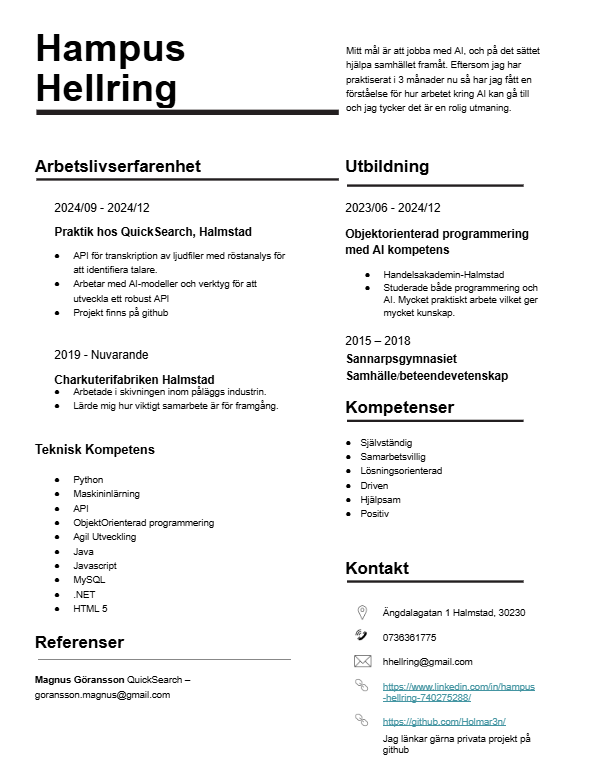 Hampus
Hellring
Mitt mål är att jobba med AI, och på det sättet
hjälpa samhället framåt. Eftersom jag har
praktiserat i 3 månader nu så har jag fått en
förståelse för hur arbetet kring AI kan gå till
och jag tycker det är en rolig utmaning.
Arbetslivserfarenhet
2024/09 - 2024/12
Praktik hos QuickSearch, Halmstad
● API för transkription av ljudfiler med röstanalys för
att identifiera talare.
● Arbetar med AI-modeller och verktyg för att
utveckla ett robust API
● Projekt finns på github
2019 - Nuvarande
Charkuterifabriken Halmstad
● Arbetade i skivningen inom påläggs industrin.
● Lärde mig hur viktigt samarbete är för framgång.
Teknisk Kompetens
● Python
● Maskininlärning
● API
● ObjektOrienterad programmering
● Agil Utveckling
● Java
● Javascript
● MySQL
● .NET
● HTML 5
Referenser
Magnus Göransson QuickSearch –
goransson.magnus@gmail.com
Utbildning
2023/06 - 2024/12
Objektorienterad programmering
med AI kompetens
● Handelsakademin-Halmstad
● Studerade både programmering och
AI. Mycket praktiskt arbete vilket ger
mycket kunskap.
2015 – 2018
Sannarpsgymnasiet
Samhälle/beteendevetenskap
Kompetenser
● Självständig
● Samarbetsvillig
● Lösningsorienterad
● Driven
● Hjälpsam
● Positiv
Kontakt
Ängdalagatan 1 Halmstad, 30230
0736361775
hhellring@gmail.com
https://www.linkedin.com/in/hampus
-hellring-740275288/
https://github.com/Holmar3n/
Jag länkar gärna privata projekt på
github